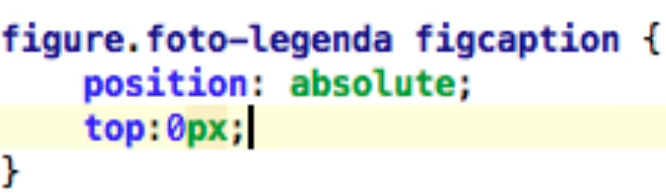 figure.foto-legenda figcaption {
    position: absolute;
    top:0px;
}